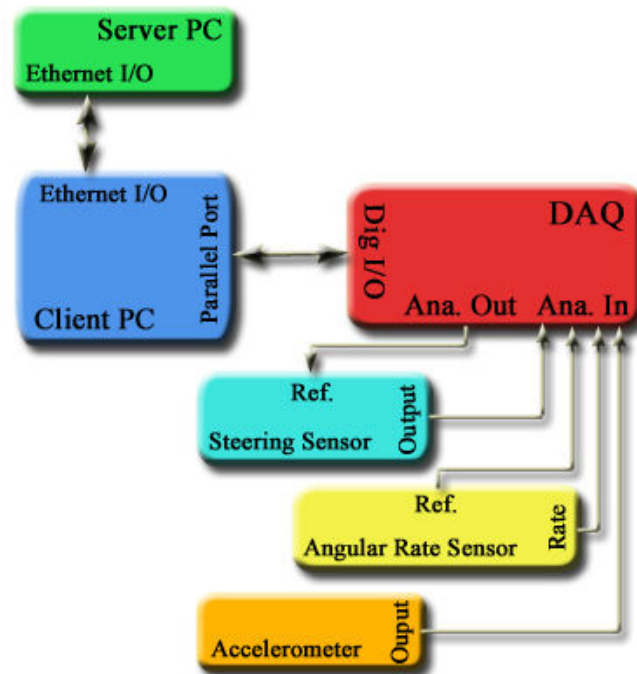 Server PC
Ethernet I/O
Ethernet I/O
Parallel Port
Client PC
DAQ
Dig I/O
Ana. Out
Ana. In
Ref.
Output
Steering Sensor
Ref.
Rate
Angular Rate Sensor
Ouput
Accelerometer